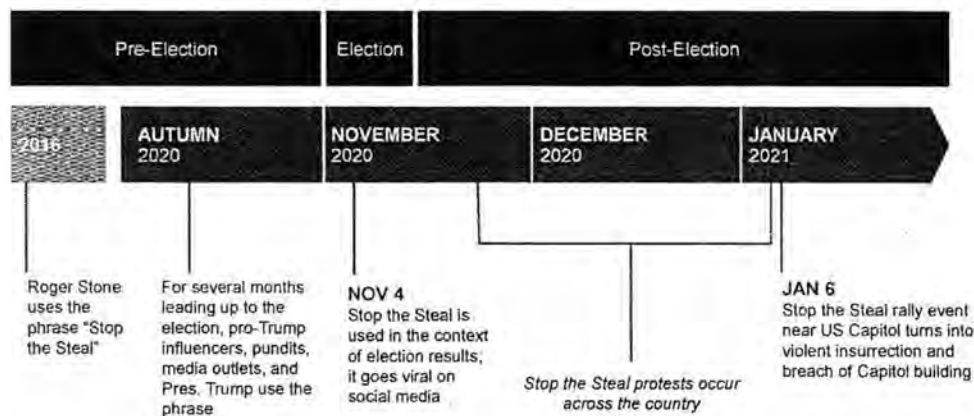 Pre-Election
Election
Post-Election
2016
AUTUMN
2020
NOVEMBER
2020
DECEMBER
2020
JANUARY
2021
Roger Stone
uses the
phrase "Stop
the Steal"
For several months
leading up to the
election, pro-Trump
influencers, pundits,
media outlets, and
Pres. Trump use the
phrase
NOV 4
Stop the Steal is
used in the context
of election results;
it goes viral on
social media
Stop the Steal protests occur
across the country
JAN 6
Stop the Steal rally event
near US Capitol turns into
violent insurrection and
breach of Capitol building